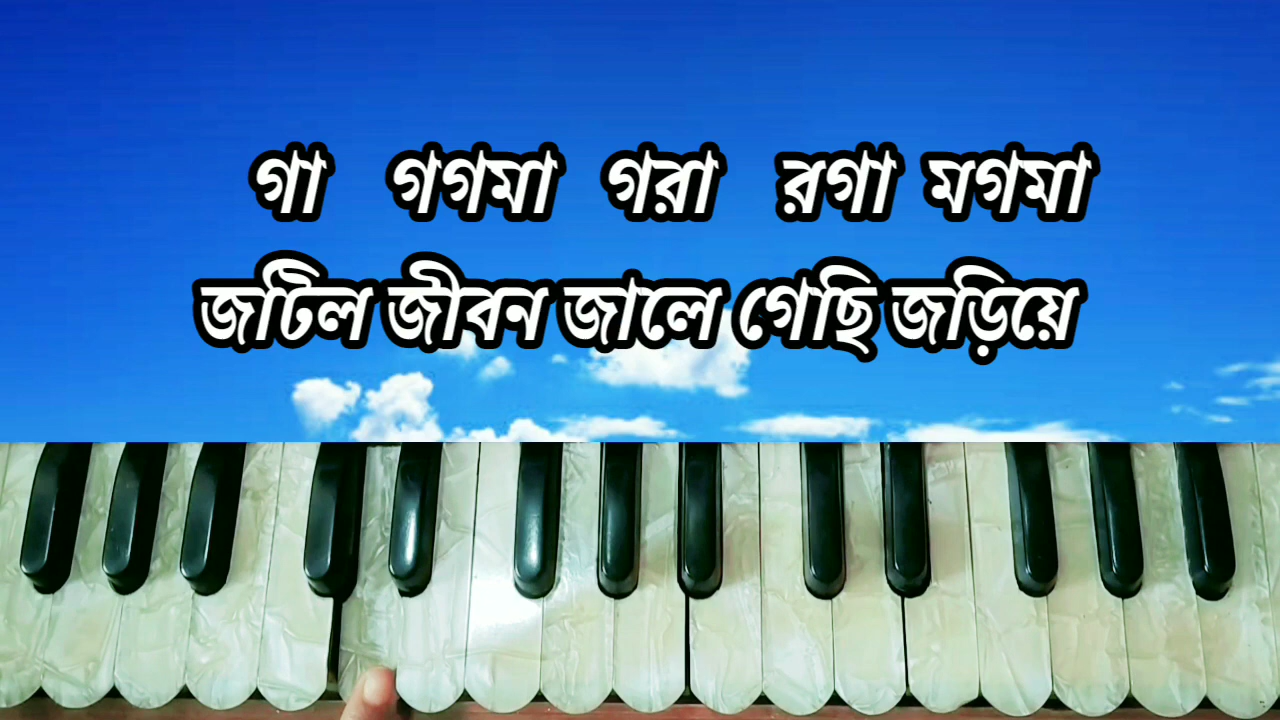 গা গগমা গরা রগা মগমা
জটিল জীবন জালে গেছি জড়িয়ে